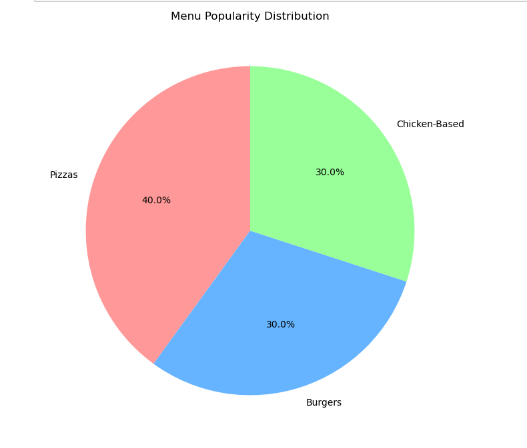 Menu Popularity Distribution
Chicken-Based
Pizzas
30.0%
40.0%
30.0%
Burgers